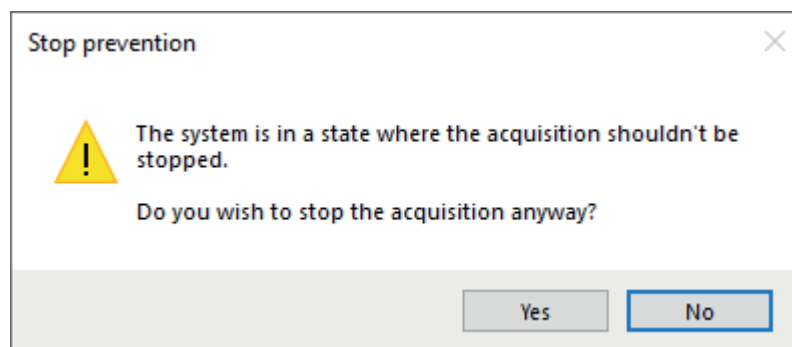 Stop prevention
The system is in a state where the acquisition shouldn't be
stopped.
Do you wish to stop the acquisition anyway?
Yes
No